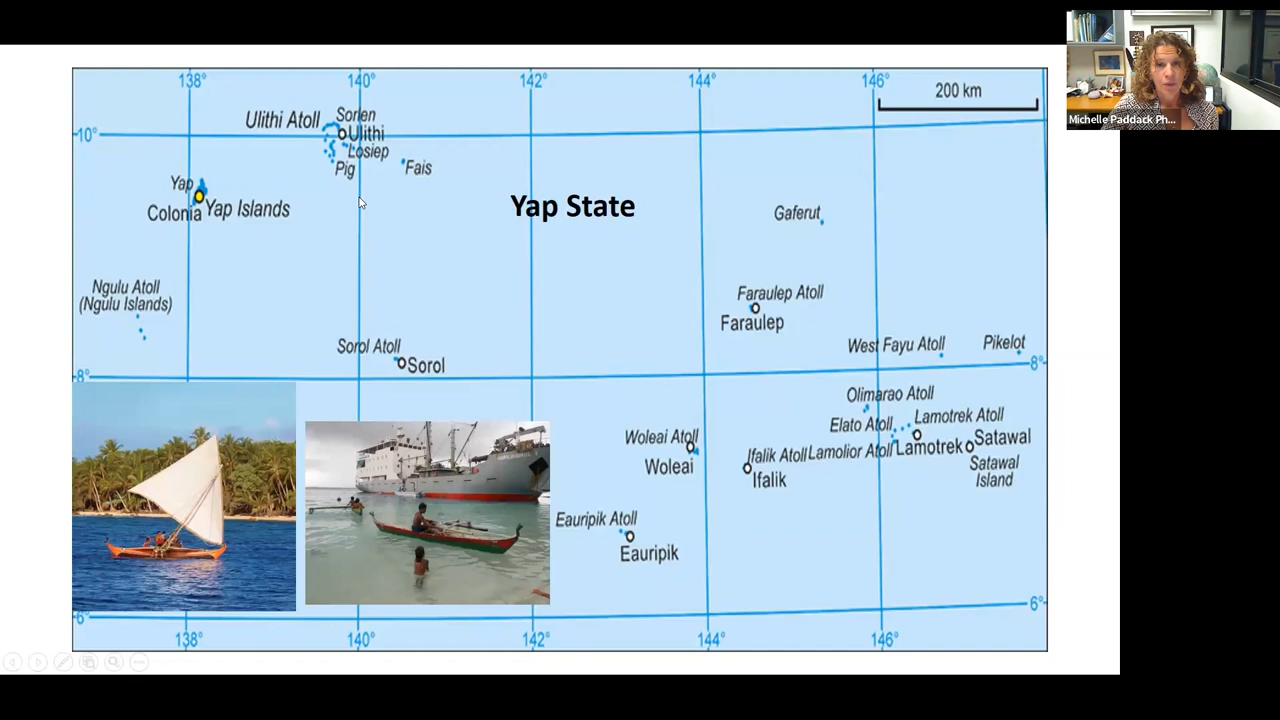 138°
140°
142°
144°
146°
200 km
Michelle Paddack Ph...
Ulithi Atoll
Sorlen
Ulithi
Losiep
Pig
Fais
10°
Yap
Colonia
Yap Islands
Yap State
Gaferut
Ngulu Atoll
(Ngulu Islands)
Faraulep Atoll
Faraulep
West Fayu Atoll
Pikelot
Sorol Atoll
Sorol
8°
8°
Olimarao Atoll
Elato Atoll
Lamotrek Atoll
Lamotrek
Satawal
Satawal
Island
Woleai Atoll
Woleai
Ifalik Atoll
Ifalik
Lamolior Atoll
Eauripik Atoll
Eauripik
6°
6°
138°
140°
142°
144°
146°